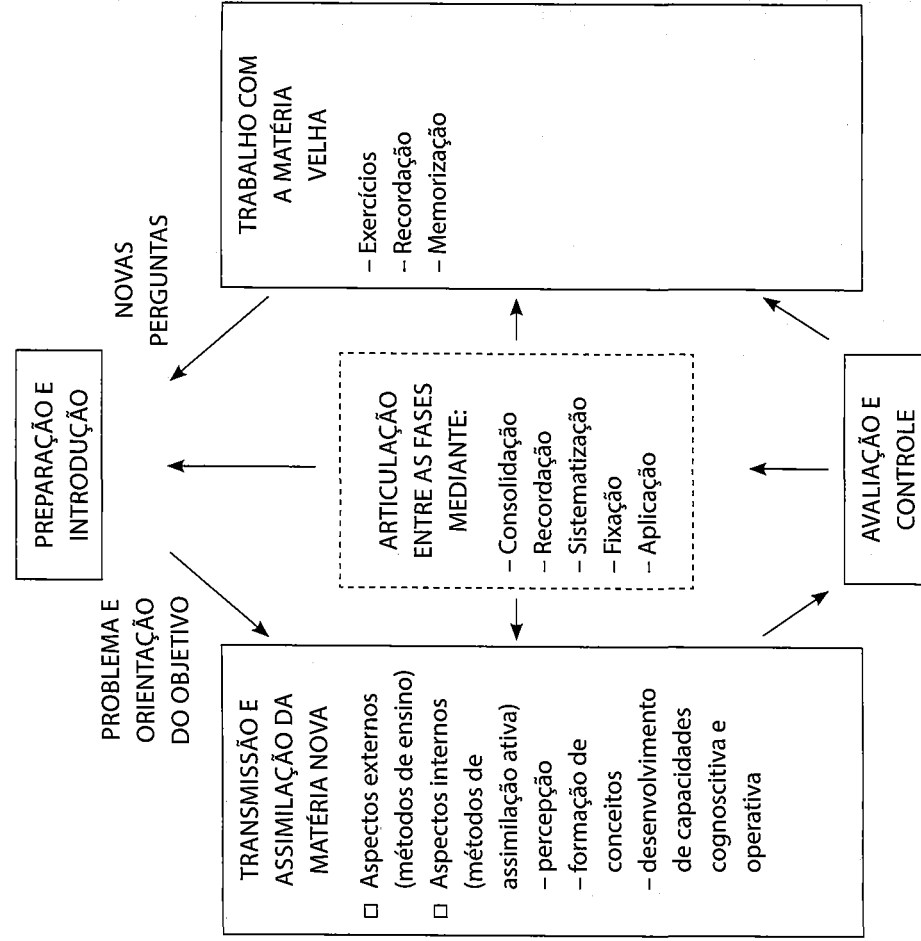 PREPARAÇÃO E
INTRODUÇÃO
PROBLEMA E
ORIENTAÇÃO
DO OBJETIVO
NOVAS
PERGUNTAS
TRANSMISSÃO E
ASSIMILAÇÃO DA
MATÉRIA NOVA
□ Aspectos externos
(métodos de ensino)
□ Aspectos internos
(métodos de
assimilação ativa)
– percepção
– formação de
conceitos
– desenvolvimento
de capacidades
cognoscitiva e
operativa
ARTICULAÇÃO
ENTRE AS FASES
MEDIANTE:
– Consolidação
– Recordação
– Sistematização
– Fixação
– Aplicação
TRABALHO COM
A MATÉRIA
VELHA
– Exercícios
– Recordação
– Memorização
AVALIAÇÃO E
CONTROLE